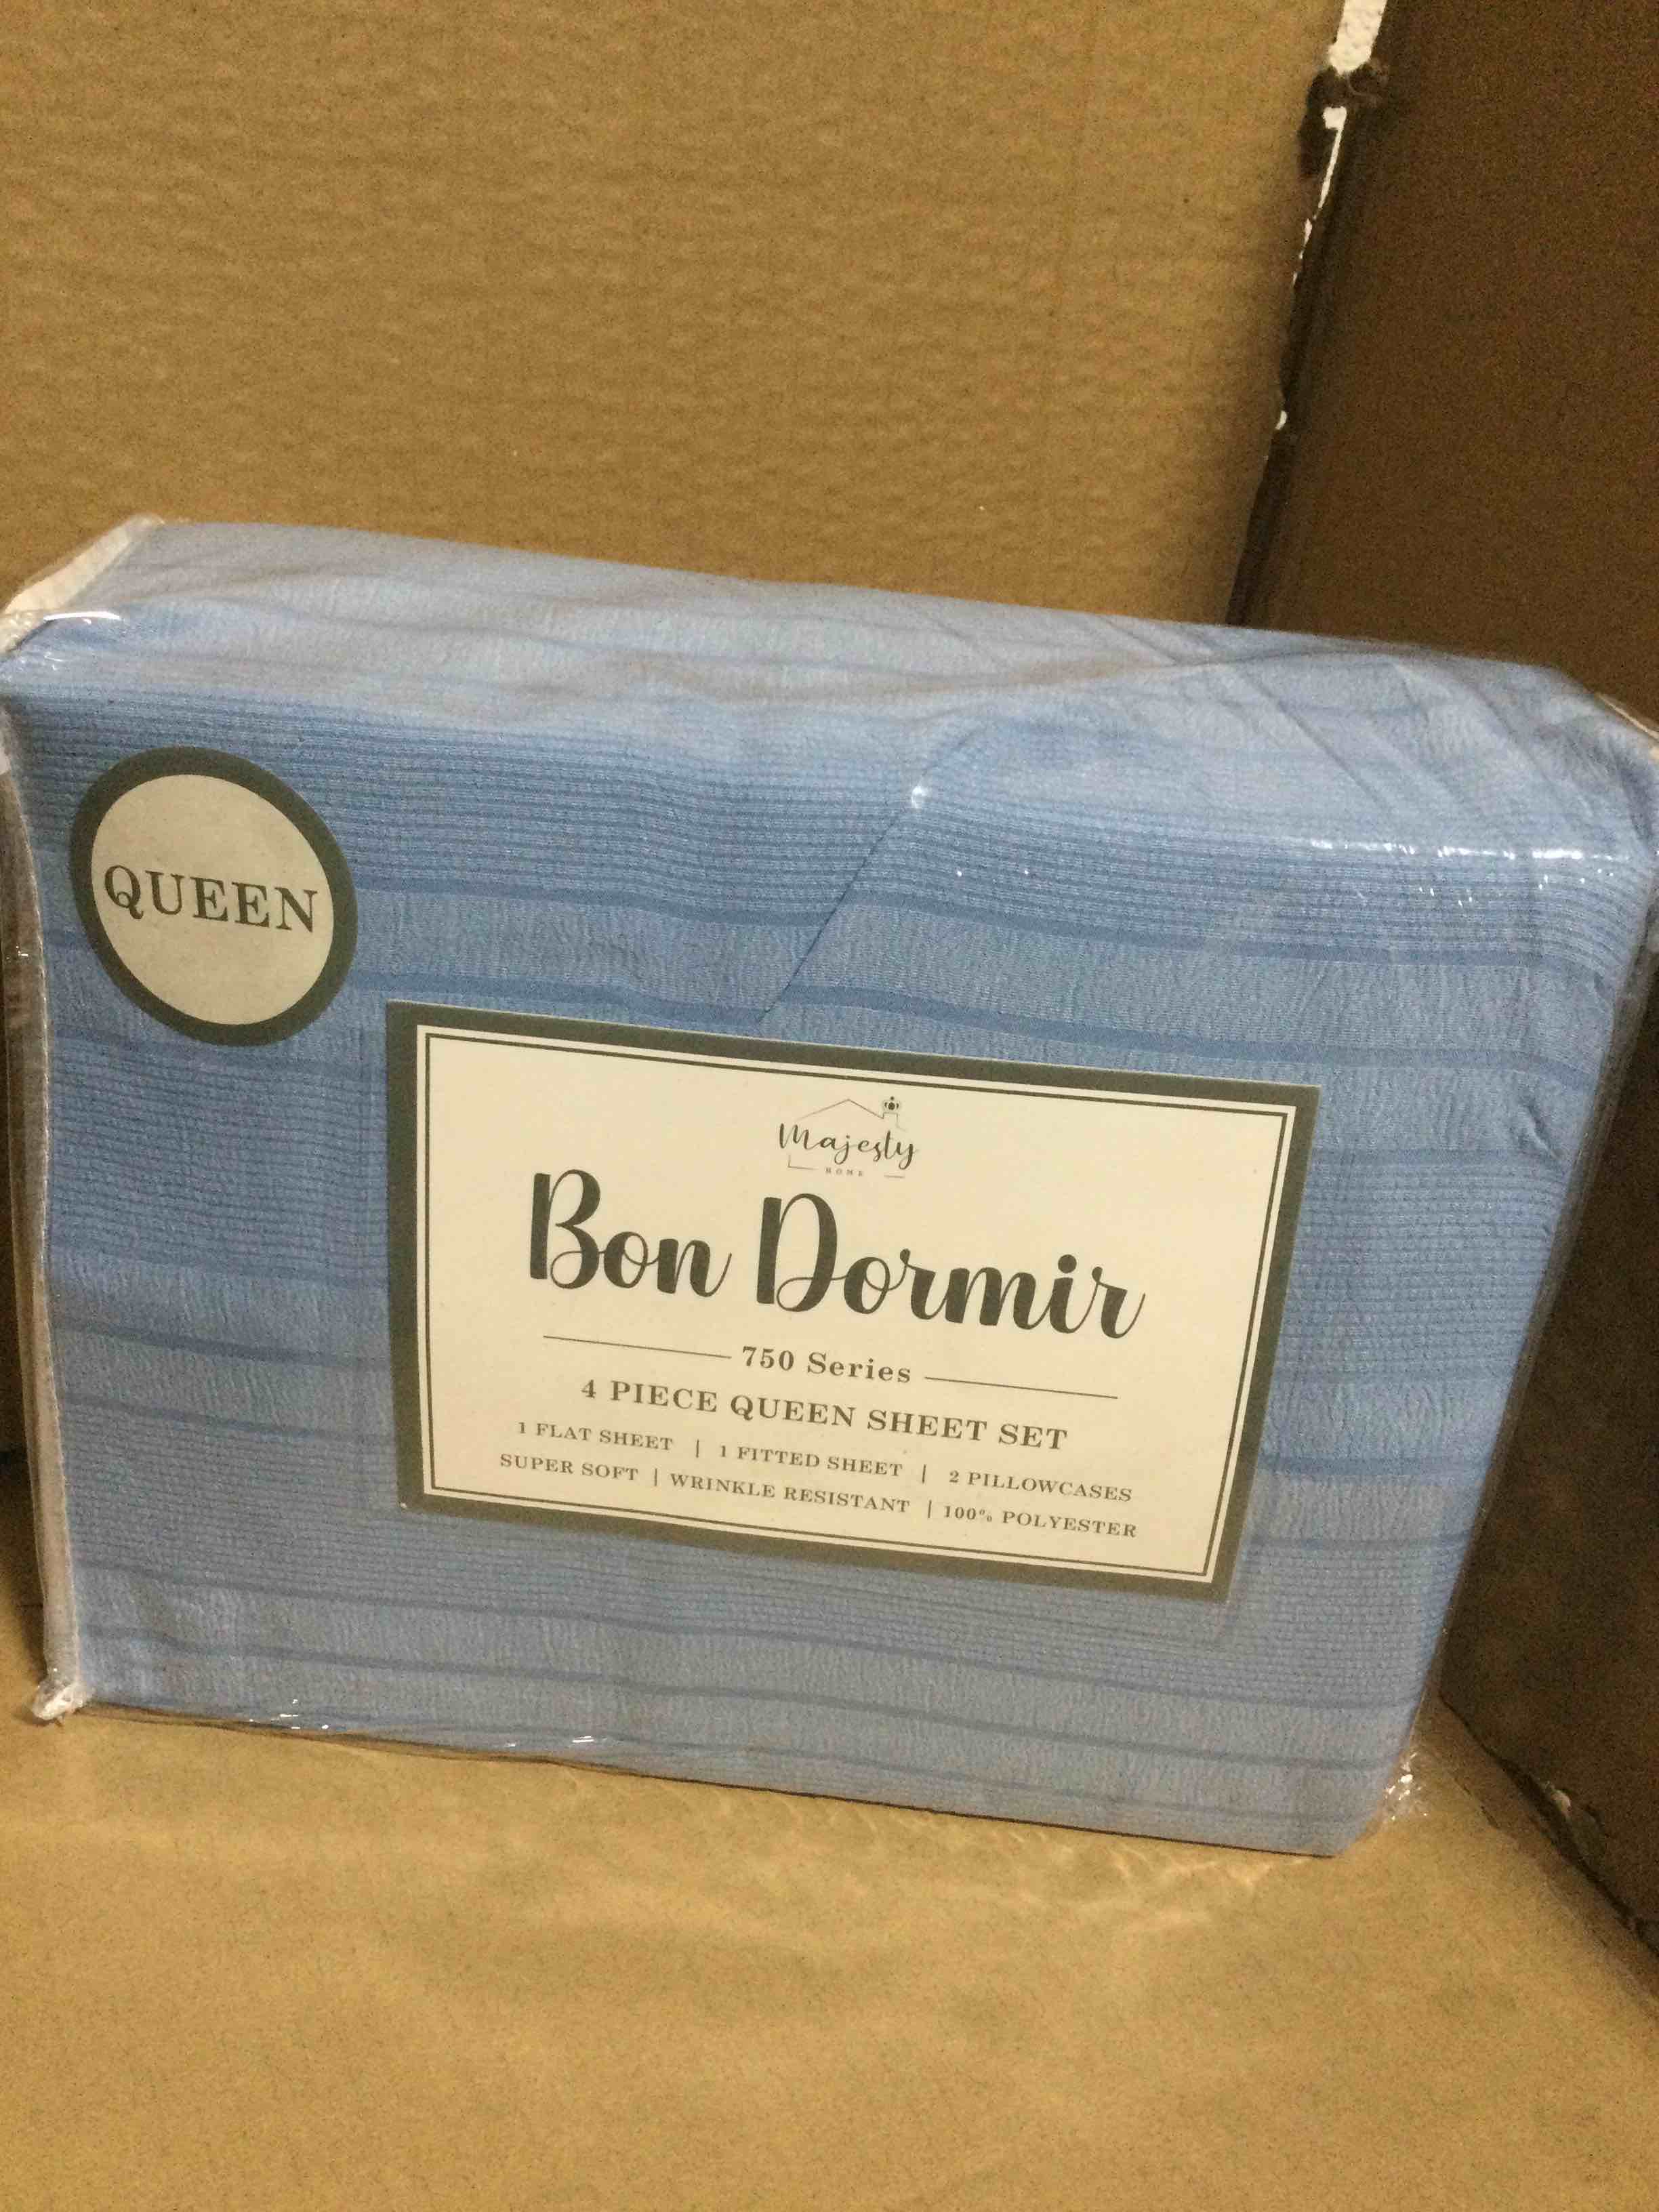 QUEEN
Majesty
HOME
Bon Dormir
750 Series
4 PIECE QUEEN SHEET SET
1 FLAT SHEET | 1 FITTED SHEET | 2 PILLOWCASES
SUPER SOFT | WRINKLE RESISTANT | 100% POLYESTER